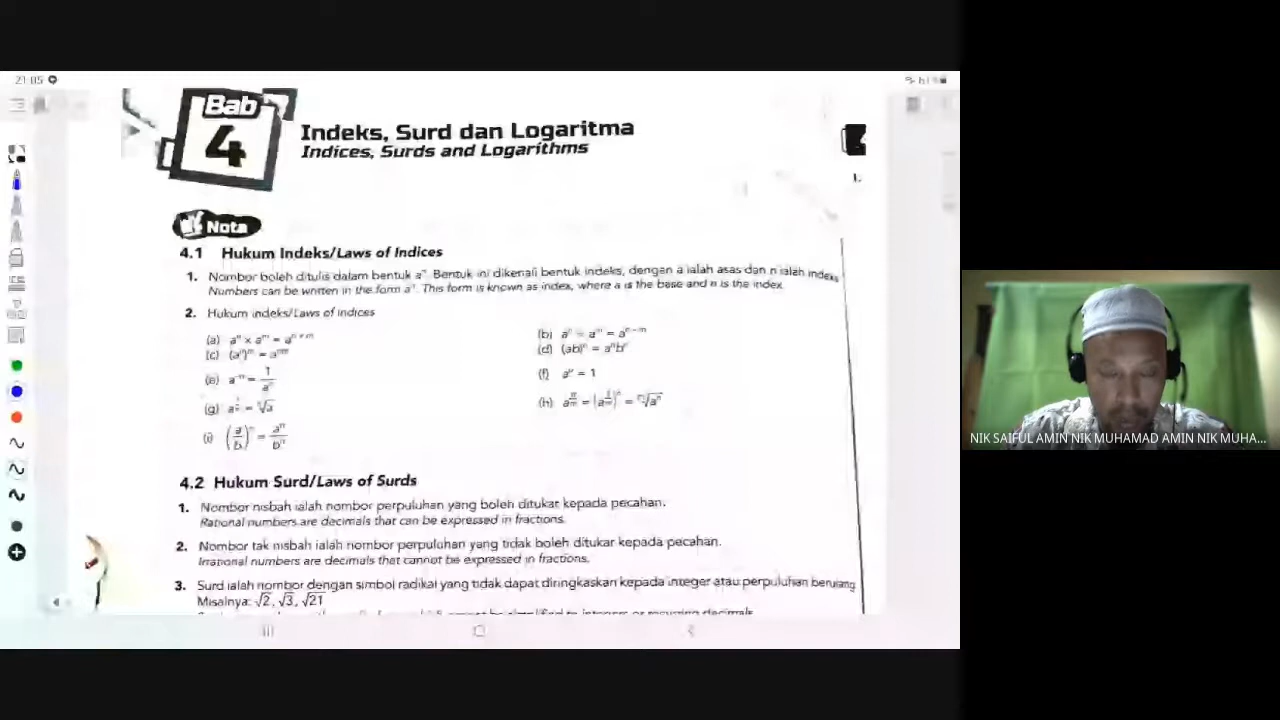 21:05
Bab
4
Indeks, Surd dan Logaritma
Indices, Surds and Logarithms
1.
Nota
4.1 Hukum Indeks/Laws of Indices
1. Nombor boleh ditulis dalam bentuk aⁿ. Bentuk ini dikenali bentuk indeks, dengan a ialah asas dan n ialah indeks
Numbers can be written in the form aⁿ. This form is known as index, where a is the base and n is the index
2. Hukum indeks/Laws of indices
(a) aⁿ × aᵐ = aⁿ⁺ᵐ
(b) aⁿ ÷ aᵐ = aⁿ⁻ᵐ
(c) (aⁿ)ᵐ = aⁿᵐ
(d) (ab)ⁿ = aⁿbⁿ
(e) a⁻ⁿ = 1/aⁿ
(f) a⁰ = 1
(g)
(h)
(i) (a/b)ⁿ = aⁿ/bⁿ
4.2 Hukum Surd/Laws of Surds
1. Nombor nisbah ialah nombor perpuluhan yang boleh ditukar kepada pecahan.
Rational numbers are decimals that can be expressed in fractions.
2. Nombor tak nisbah ialah nombor perpuluhan yang tidak boleh ditukar kepada pecahan.
Irrational numbers are decimals that cannot be expressed in fractions.
3. Surd ialah nombor dengan simbol radikal yang tidak dapat diringkaskan kepada integer atau perpuluhan berulang
Misalnya: √2, √3, √21
NIK SAIFUL AMIN NIK MUHAMAD AMIN NIK MUHA...